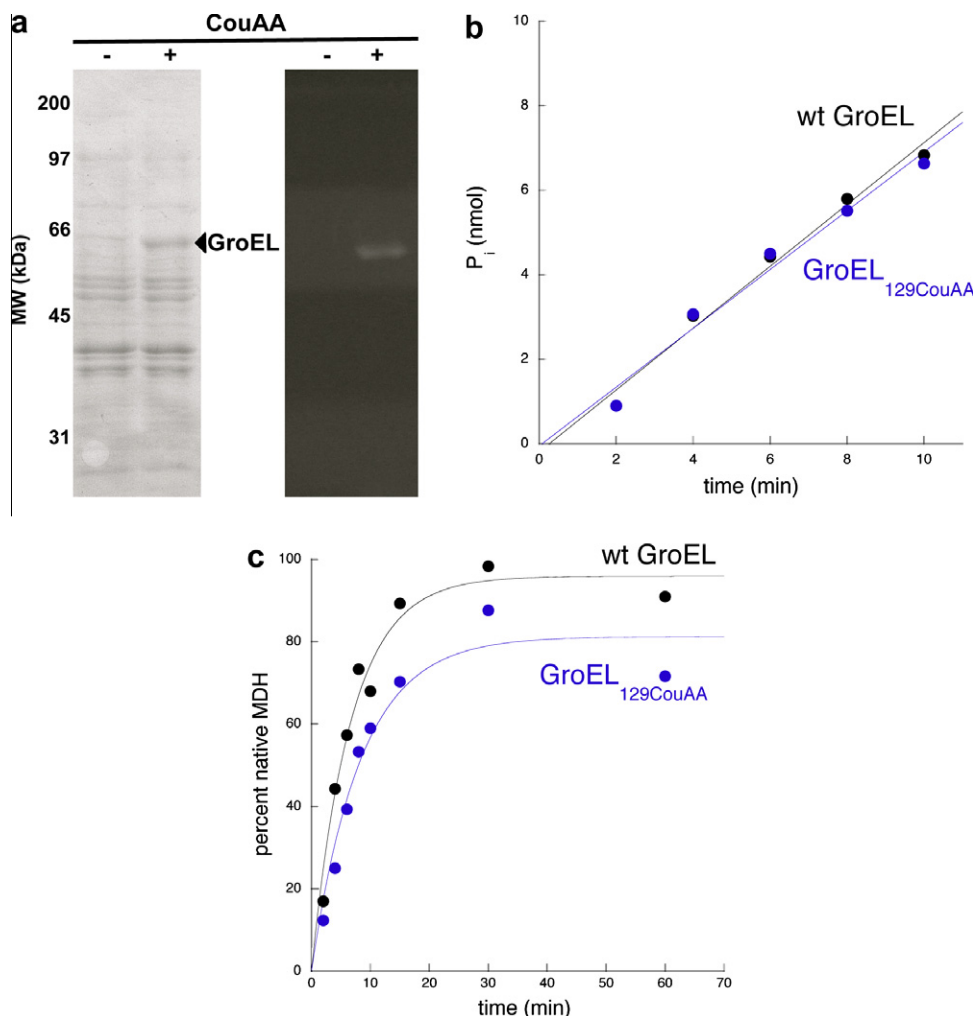 a
CouAA
- + - +
200
97
66
45
31
MW (kDa)
GroEL
b
10
8
6
4
2
0
P i (nmol)
wt GroEL
GroEL 129CouAA
0 2 4 6 8 10
time (min)
c
100
80
60
40
20
0
percent native MDH
wt GroEL
GroEL 129CouAA
0 10 20 30 40 50 60 70
time (min)